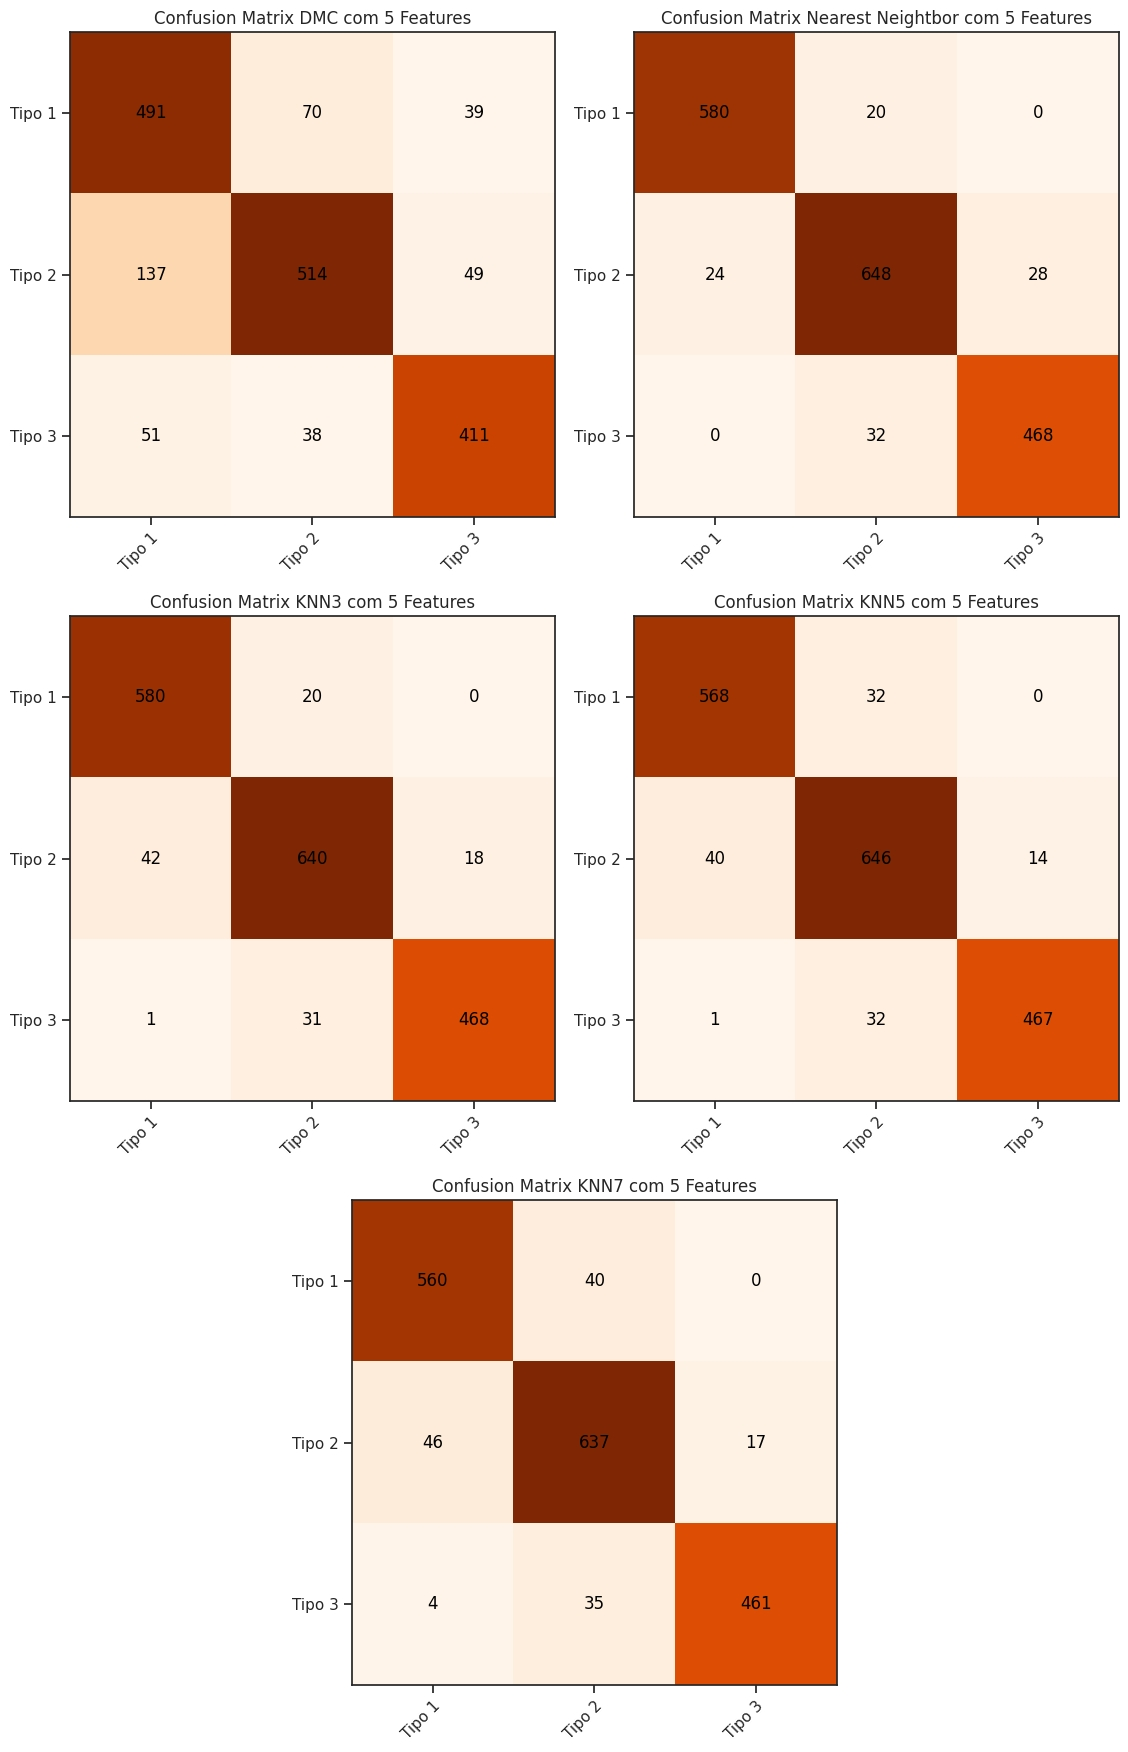 Confusion Matrix DMC com 5 Features
Tipo 1 491 70 39
Tipo 2 137 514 49
Tipo 3 51 38 411
Tipo 1 Tipo 2 Tipo 3
Confusion Matrix Nearest Neightbor com 5 Features
Tipo 1 580 20 0
Tipo 2 24 648 28
Tipo 3 0 32 468
Tipo 1 Tipo 2 Tipo 3
Confusion Matrix KNN3 com 5 Features
Tipo 1 580 20 0
Tipo 2 42 640 18
Tipo 3 1 31 468
Tipo 1 Tipo 2 Tipo 3
Confusion Matrix KNN5 com 5 Features
Tipo 1 568 32 0
Tipo 2 40 646 14
Tipo 3 1 32 467
Tipo 1 Tipo 2 Tipo 3
Confusion Matrix KNN7 com 5 Features
Tipo 1 560 40 0
Tipo 2 46 637 17
Tipo 3 4 35 461
Tipo 1 Tipo 2 Tipo 3